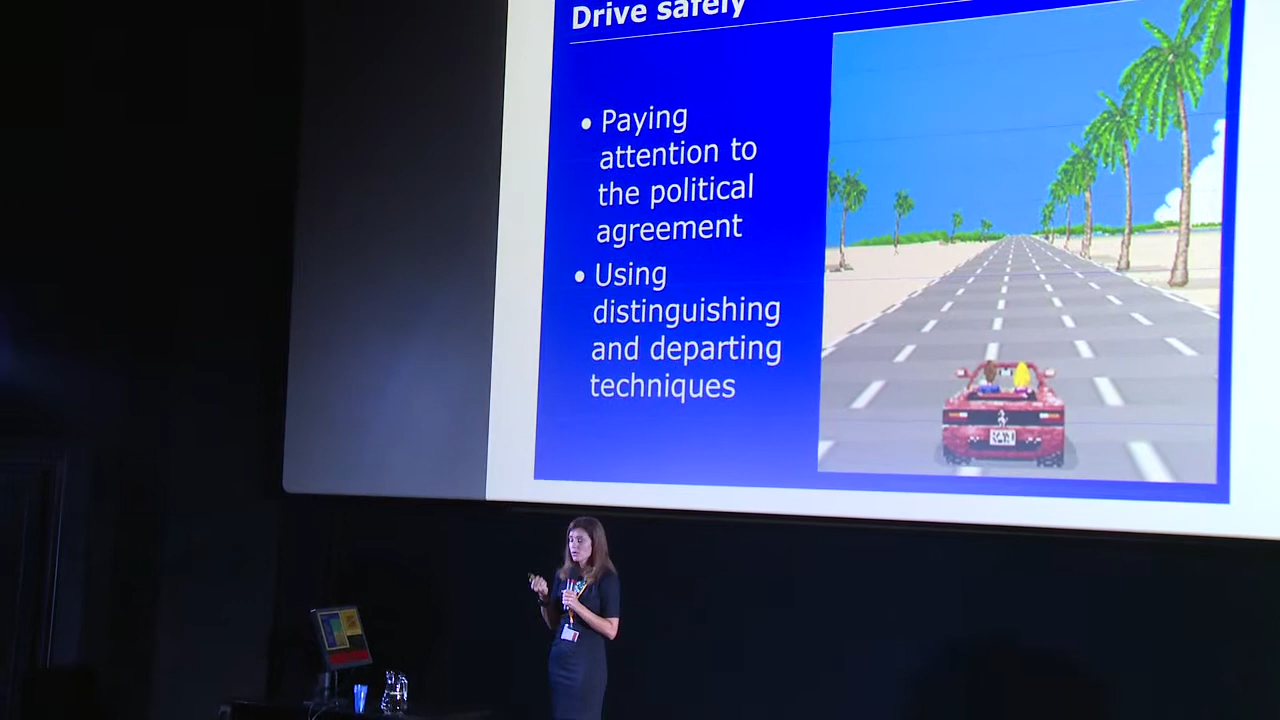 Drive safely
• Paying
attention to
the political
agreement
• Using
distinguishing
and departing
techniques